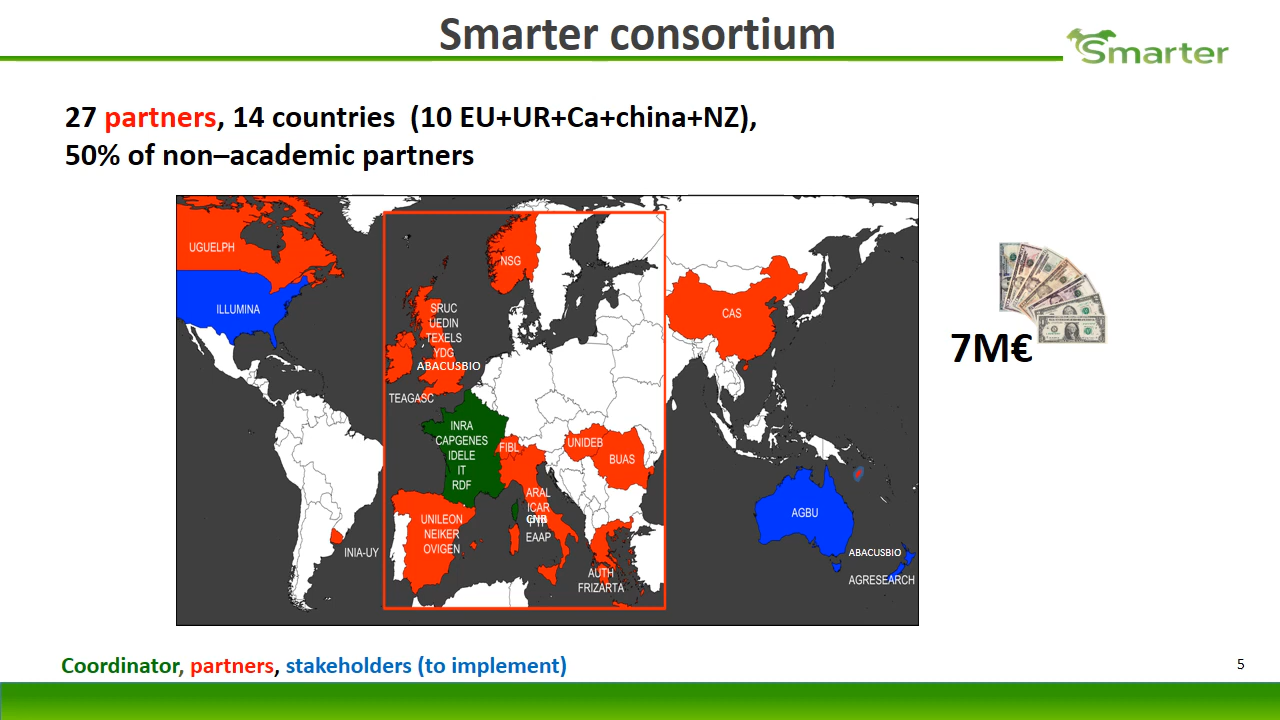 Smarter consortium
Smarter
27 partners, 14 countries (10 EU+UR+Ca+china+NZ),
50% of non–academic partners
UGUELPH
ILLUMINA
NSG
SRUC
UEDIN
TEXELS
YDG
ABACUSBIO
TEAGASC
CAS
7M€
INRA
CAPGENES
IDELE
IT
RDF
FIBL
UNIDEB
BUAS
ARAL
ICAR
EAAP
UNILEON
NEIKER
OVIGEN
AUTH
FRIZARTA
INIA-UY
AGBU
ABACUSBIO
AGRESEARCH
Coordinator, partners, stakeholders (to implement)
5